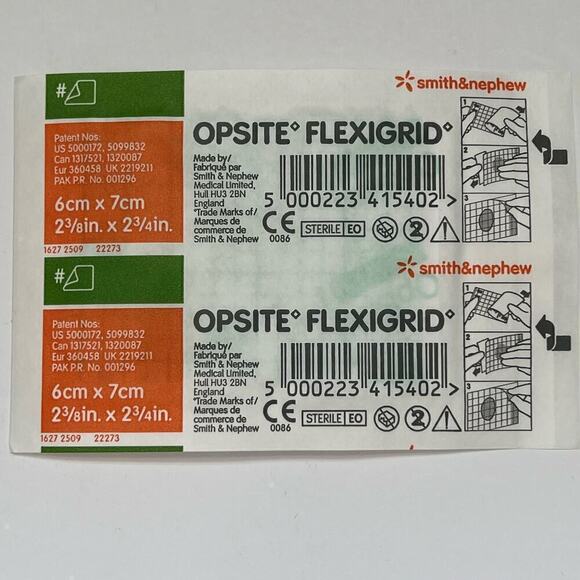 #
smith&nephew
Patent Nos:
US 5000172, 5099832
Can 1317521, 1320087
Eur 360458 UK 2219211
PAK P.R. No. 001296
6cm x 7cm
2³/₈in. x 2³/₄in.
1627 2509 22273
OPSITE◊ FLEXIGRID◊
Made by/
Fabriqué par
Smith & Nephew
Medical Limited,
Hull HU3 2BN
England
◊Trade Marks of/
Marques de
commerce de
Smith & Nephew
5 000223 415402 >
CE
0086
STERILE EO
2
1
2
3
#
smith&nephew
Patent Nos:
US 5000172, 5099832
Can 1317521, 1320087
Eur 360458 UK 2219211
PAK P.R. No. 001296
6cm x 7cm
2³/₈in. x 2³/₄in.
1627 2509 22273
OPSITE◊ FLEXIGRID◊
Made by/
Fabriqué par
Smith & Nephew
Medical Limited,
Hull HU3 2BN
England
◊Trade Marks of/
Marques de
commerce de
Smith & Nephew
5 000223 415402 >
CE
0086
STERILE EO
2
1
2
3